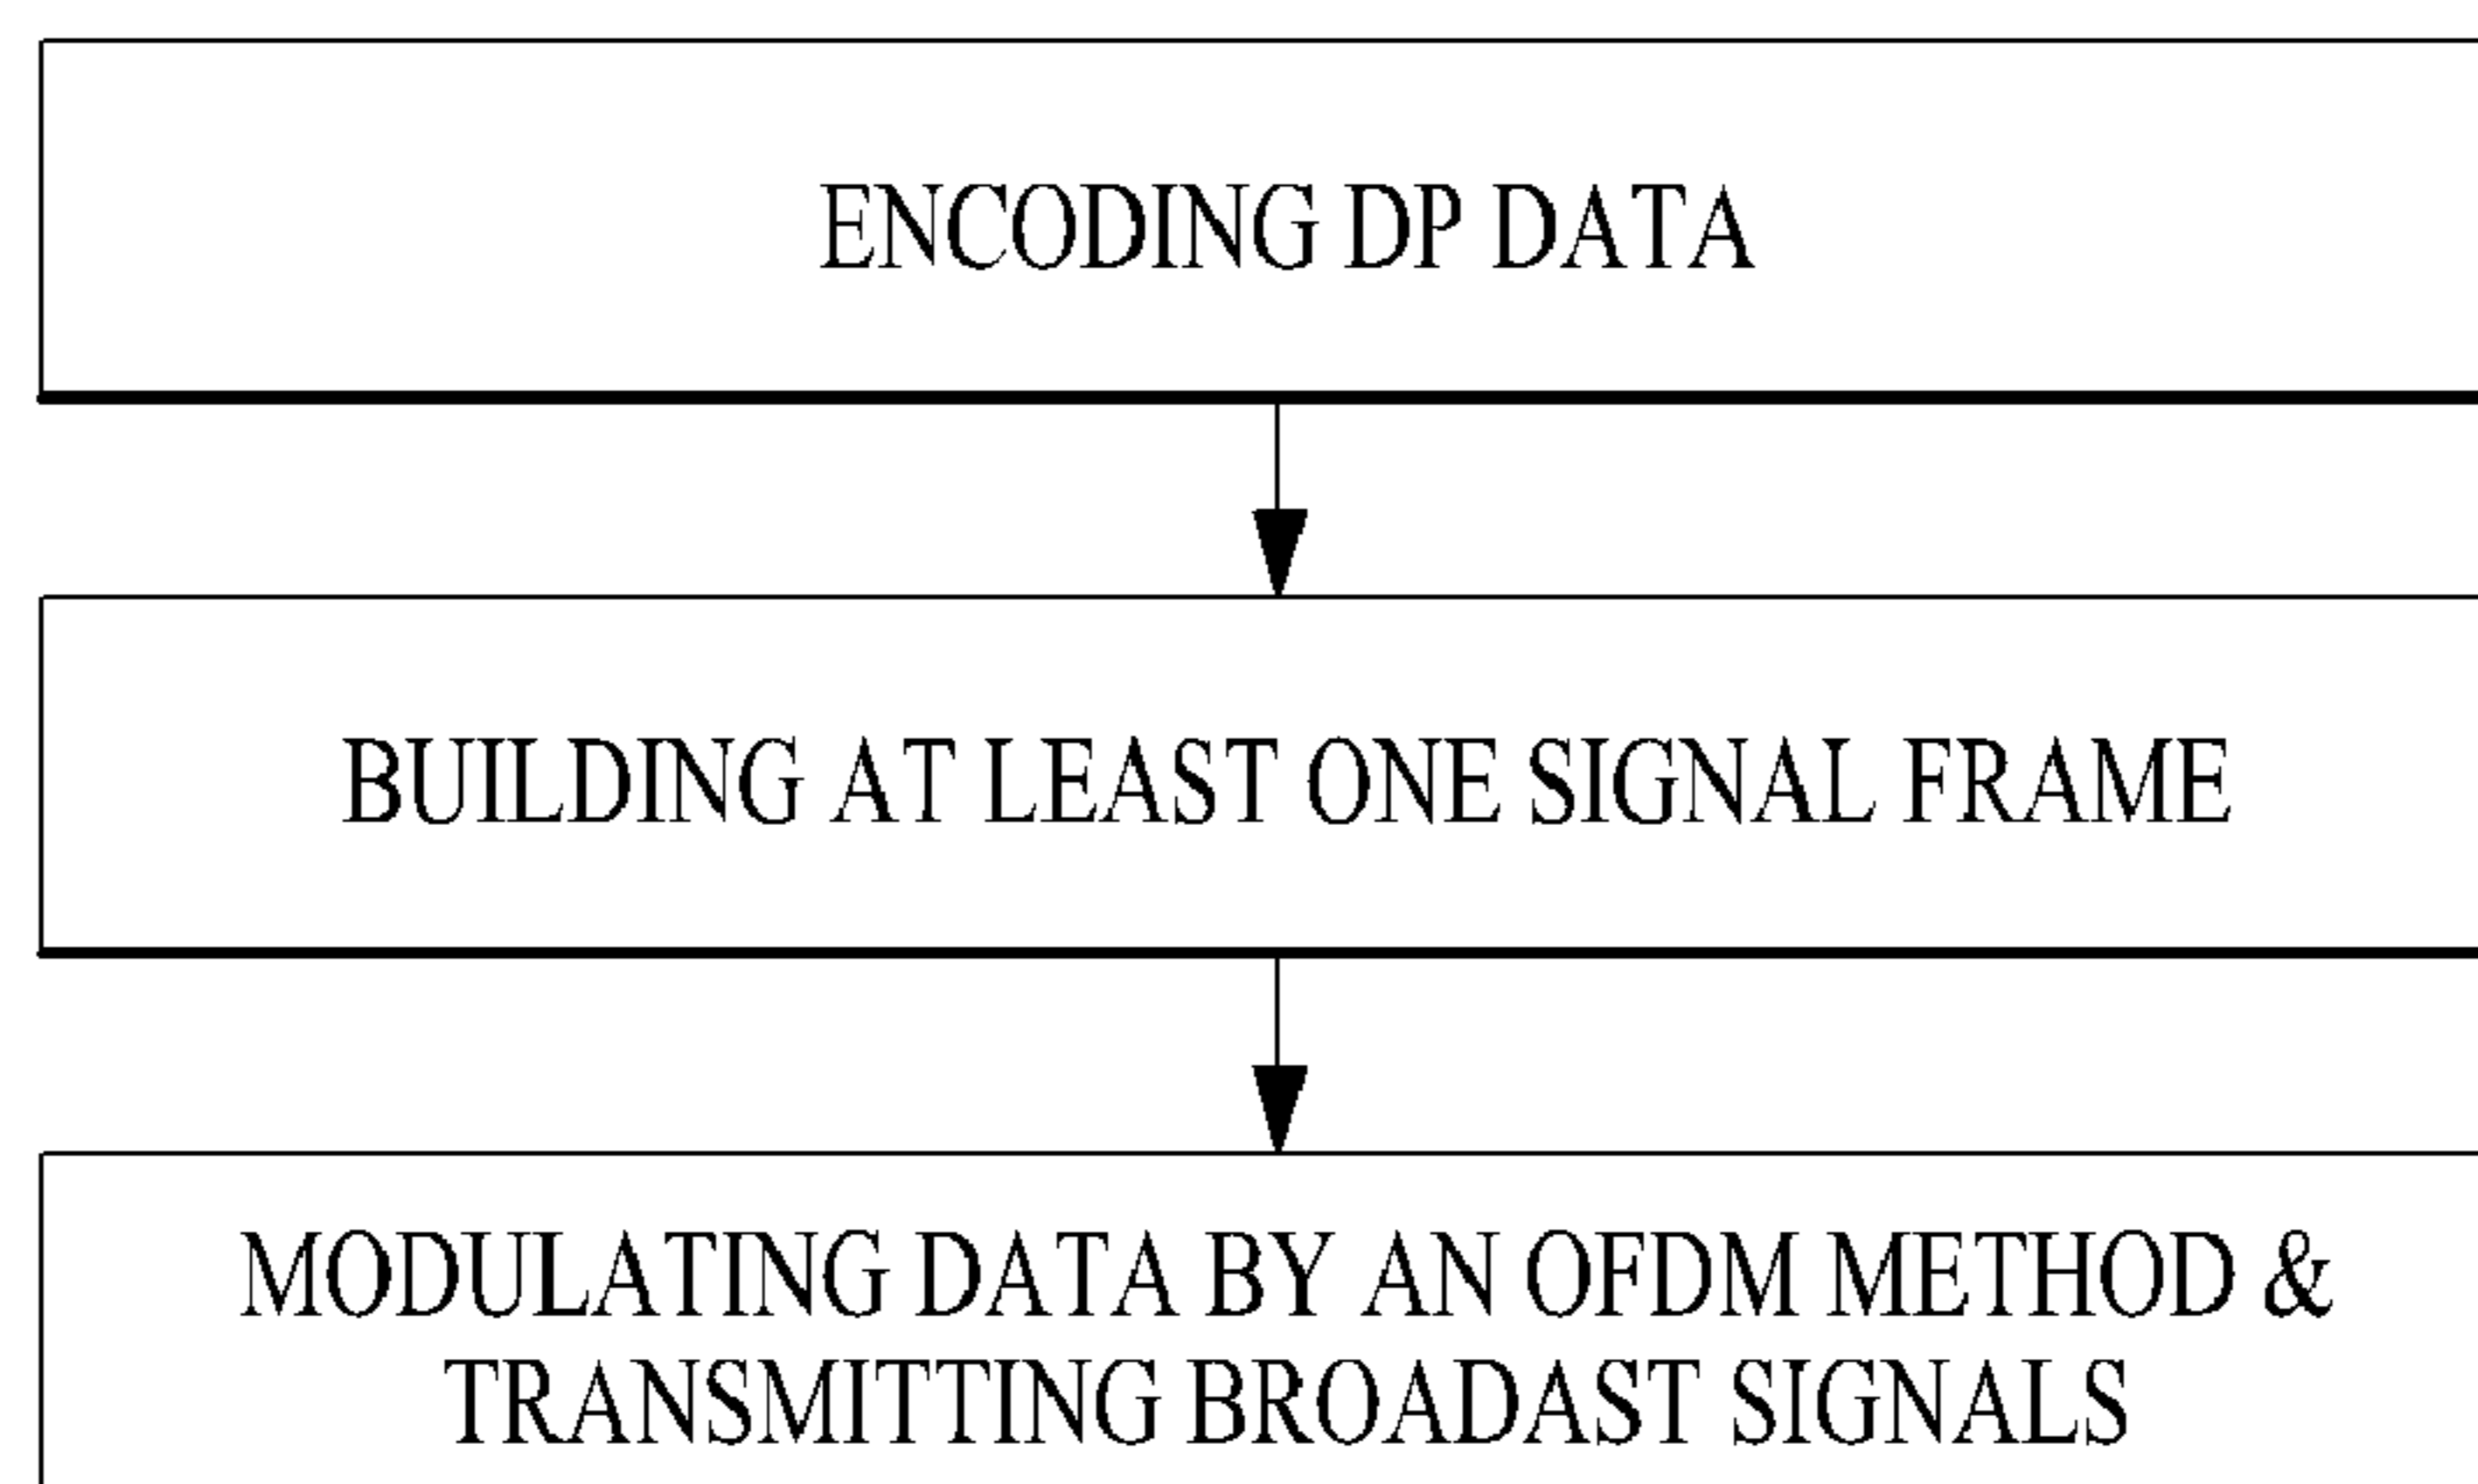 ENCODING DP DATA
BUILDING AT LEAST ONE SIGNAL FRAME
MODULATING DATA BY AN OFDM METHOD &
TRANSMITTING BROADAST SIGNALS